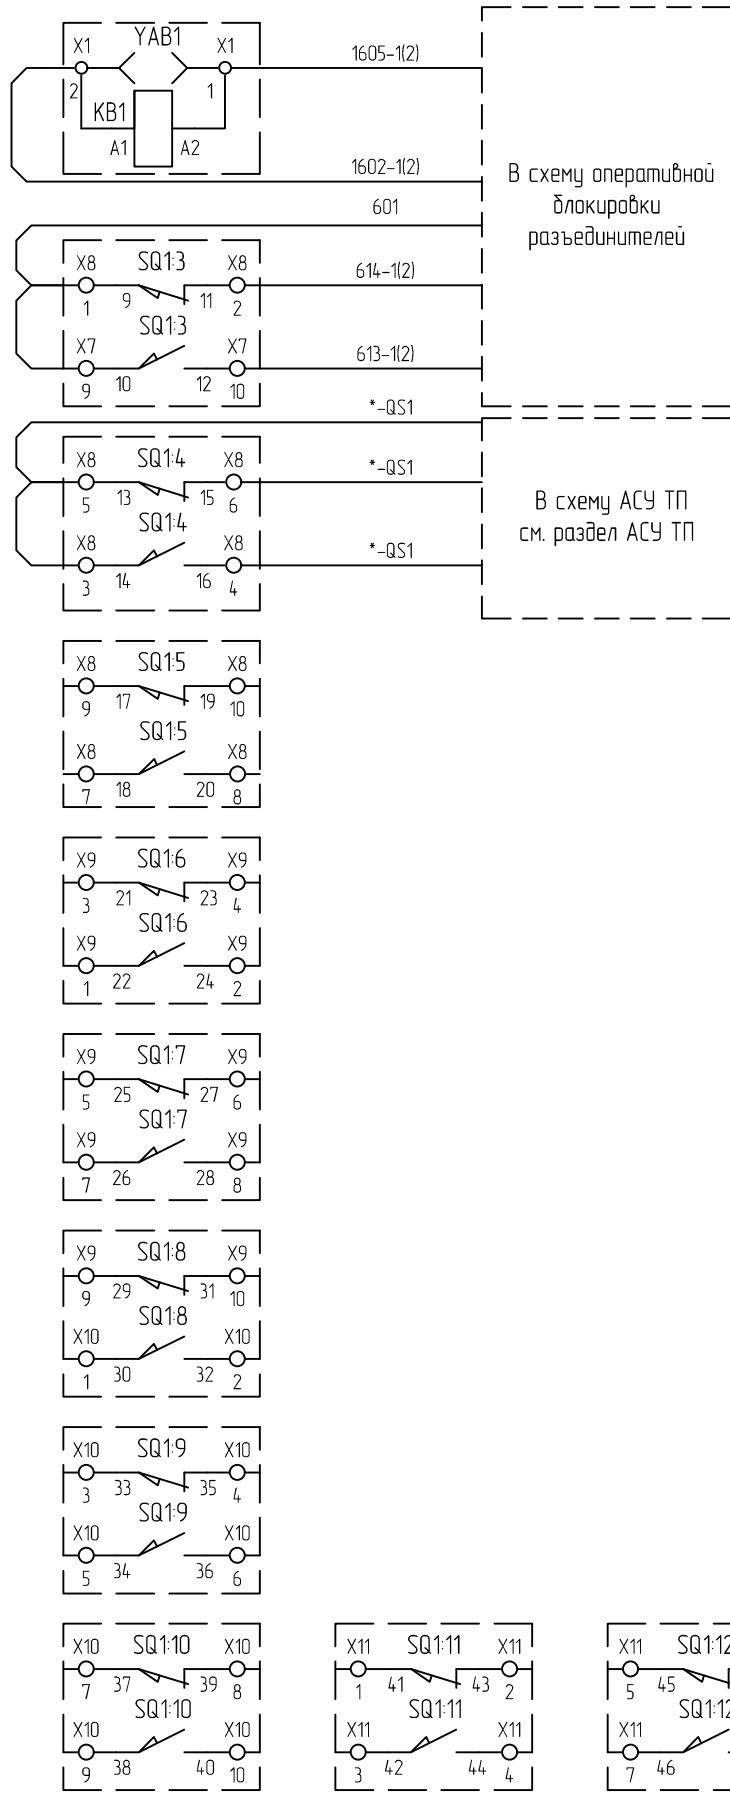 X1 YAB1 X1 1605-1(2)
2 1
KB1
A1 A2
1602-1(2)
В схему оперативной
блокировки
разъединителей
601
X8 SQ1:3 X8 614-1(2)
1 9 11 2
X7 SQ1:3 X7 613-1(2)
9 10 12 10
*-QS1
X8 SQ1:4 X8 *-QS1
5 13 15 6
X8 SQ1:4 X8 *-QS1
3 14 16 4
В схему АСУ ТП
см. раздел АСУ ТП
X8 SQ1:5 X8
9 17 19 10
X8 SQ1:5 X8
7 18 20 8
X9 SQ1:6 X9
3 21 23 4
X9 SQ1:6 X9
1 22 24 2
X9 SQ1:7 X9
5 25 27 6
X9 SQ1:7 X9
7 26 28 8
X9 SQ1:8 X9
9 29 31 10
X10 SQ1:8 X10
1 30 32 2
X10 SQ1:9 X10
3 33 35 4
X10 SQ1:9 X10
5 34 36 6
X10 SQ1:10 X10
7 37 39 8
X10 SQ1:10 X10
9 38 40 10
X11 SQ1:11 X11
1 41 43 2
X11 SQ1:11 X11
3 42 44 4
X11 SQ1:12
5 45
X11 SQ1:12
7 46